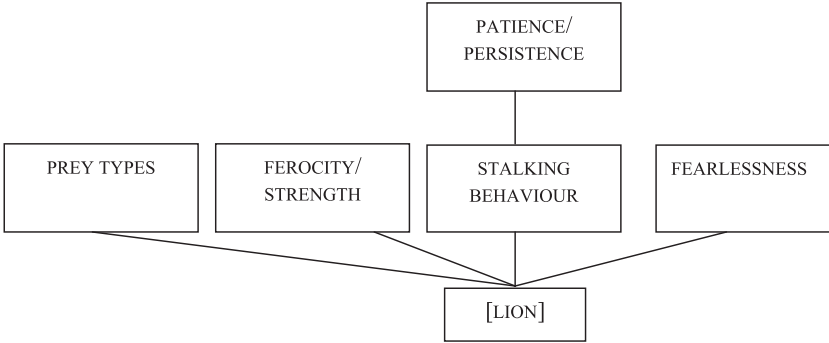 PATIENCE/
PERSISTENCE
PREY TYPES
FEROCITY/
STRENGTH
STALKING
BEHAVIOUR
FEARLESSNESS
[LION]